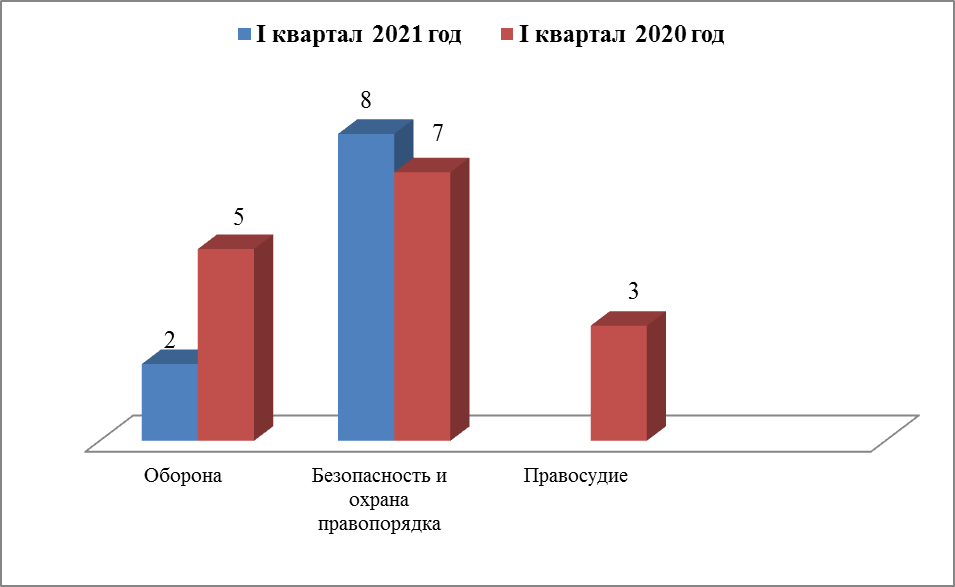 I квартал 2021 год I квартал 2020 год
8
7
5
3
2
Оборона
Безопасность и
охрана
правопорядка
Правосудие